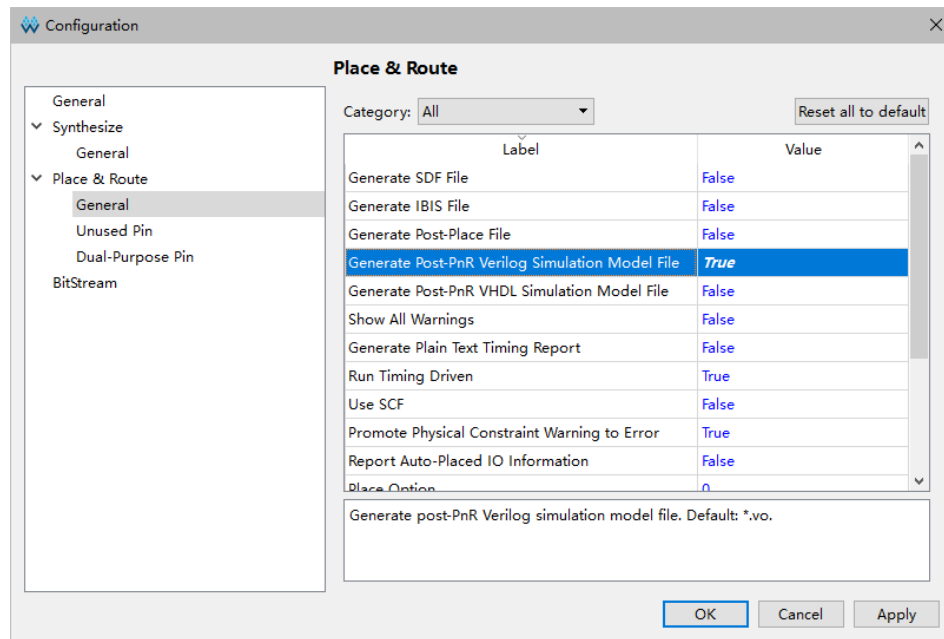 Configuration
Place & Route
General
Synthesize
General
Place & Route
General
Unused Pin
Dual-Purpose Pin
BitStream
Category: All
Reset all to default
Label Value
Generate SDF File False
Generate IBIS File False
Generate Post-Place File False
Generate Post-PnR Verilog Simulation Model File True
Generate Post-PnR VHDL Simulation Model File False
Show All Warnings False
Generate Plain Text Timing Report False
Run Timing Driven True
Use SCF False
Promote Physical Constraint Warning to Error True
Report Auto-Placed IO Information False
Place Option 0
Generate post-PnR Verilog simulation model file. Default: *.vo.
OK Cancel Apply